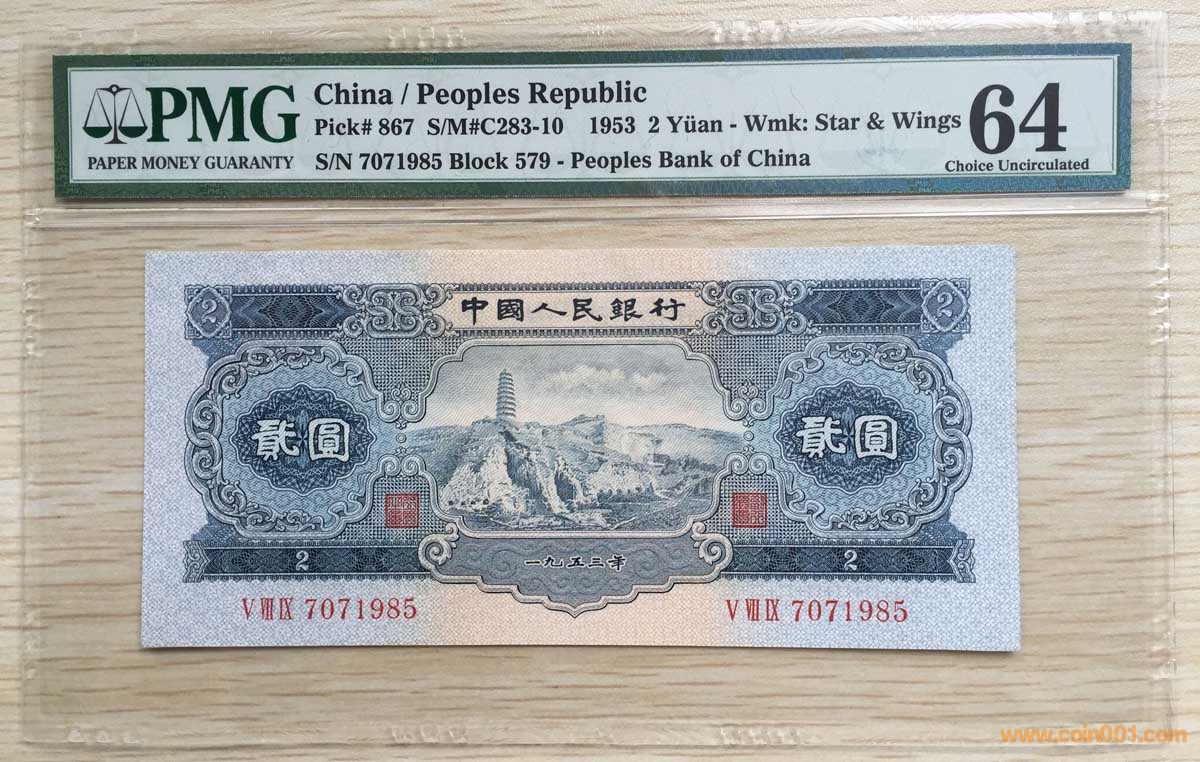 PMG
PAPER MONEY GUARANTY
China / Peoples Republic
Pick# 867 S/M#C283-10 1953 2 Yüan - Wmk: Star & Wings
S/N 7071985 Block 579 - Peoples Bank of China
64
Choice Uncirculated
2 中國人民銀行 2
貳圓 貳圓
一九五三年
2 2
V VII IX 7071985 V VII IX 7071985
www.coin001.com